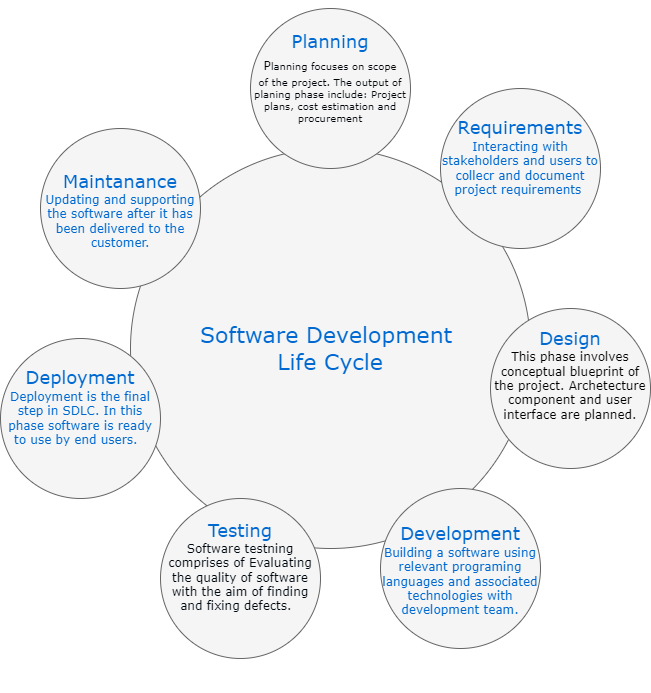 Planning
Planning focuses on scope
of the project. The output of
planing phase include: Project
plans, cost estimation and
procurement
Requirements
Interacting with
stakeholders and users to
collecr and document
project requirements
Design
This phase involves
conceptual blueprint of
the project. Archetecture
component and user
interface are planned.
Development
Building a software using
relevant programing
languages and associated
technologies with
development team.
Testing
Software testning
comprises of Evaluating
the quality of software
with the aim of finding
and fixing defects.
Deployment
Deployment is the final
step in SDLC. In this
phase software is ready
to use by end users.
Maintanance
Updating and supporting
the software after it has
been delivered to the
customer.
Software Development
Life Cycle